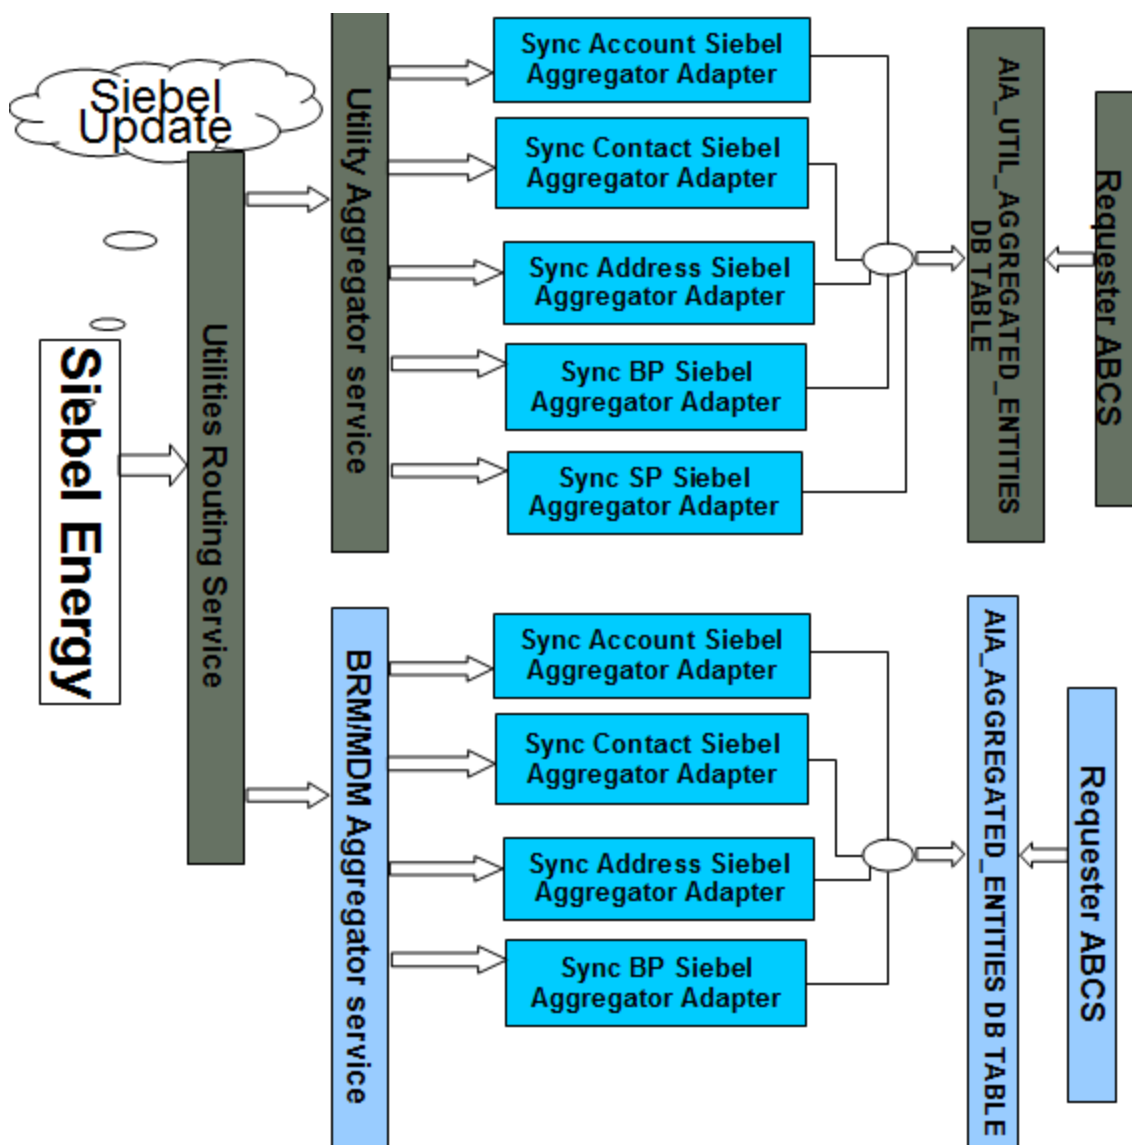 Siebel
Update
Siebel Energy
Utilities Routing Service
Utility Aggregator service
Sync Account Siebel
Aggregator Adapter
Sync Contact Siebel
Aggregator Adapter
Sync Address Siebel
Aggregator Adapter
Sync BP Siebel
Aggregator Adapter
Sync SP Siebel
Aggregator Adapter
AIA_UTIL_AGGREGATED_ENTITIES
DB TABLE
Requester ABCS
BRM/MDM Aggregator service
Sync Account Siebel
Aggregator Adapter
Sync Contact Siebel
Aggregator Adapter
Sync Address Siebel
Aggregator Adapter
Sync BP Siebel
Aggregator Adapter
AIA_AGGREGATED_ENTITIES DB TABLE
Requester ABCS